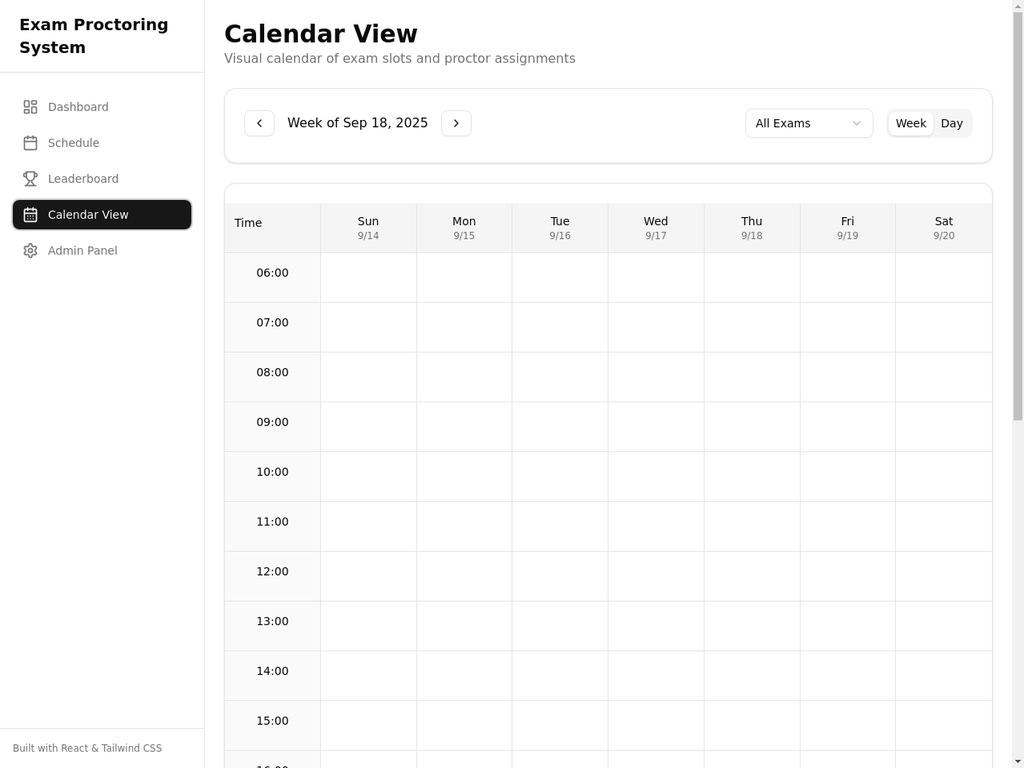 Exam Proctoring
System
Dashboard
Schedule
Leaderboard
Calendar View
Admin Panel
Built with React & Tailwind CSS
Calendar View
Visual calendar of exam slots and proctor assignments
Week of Sep 18, 2025
All Exams
Week Day
Time Sun Mon Tue Wed Thu Fri Sat
9/14 9/15 9/16 9/17 9/18 9/19 9/20
06:00
07:00
08:00
09:00
10:00
11:00
12:00
13:00
14:00
15:00
16:00